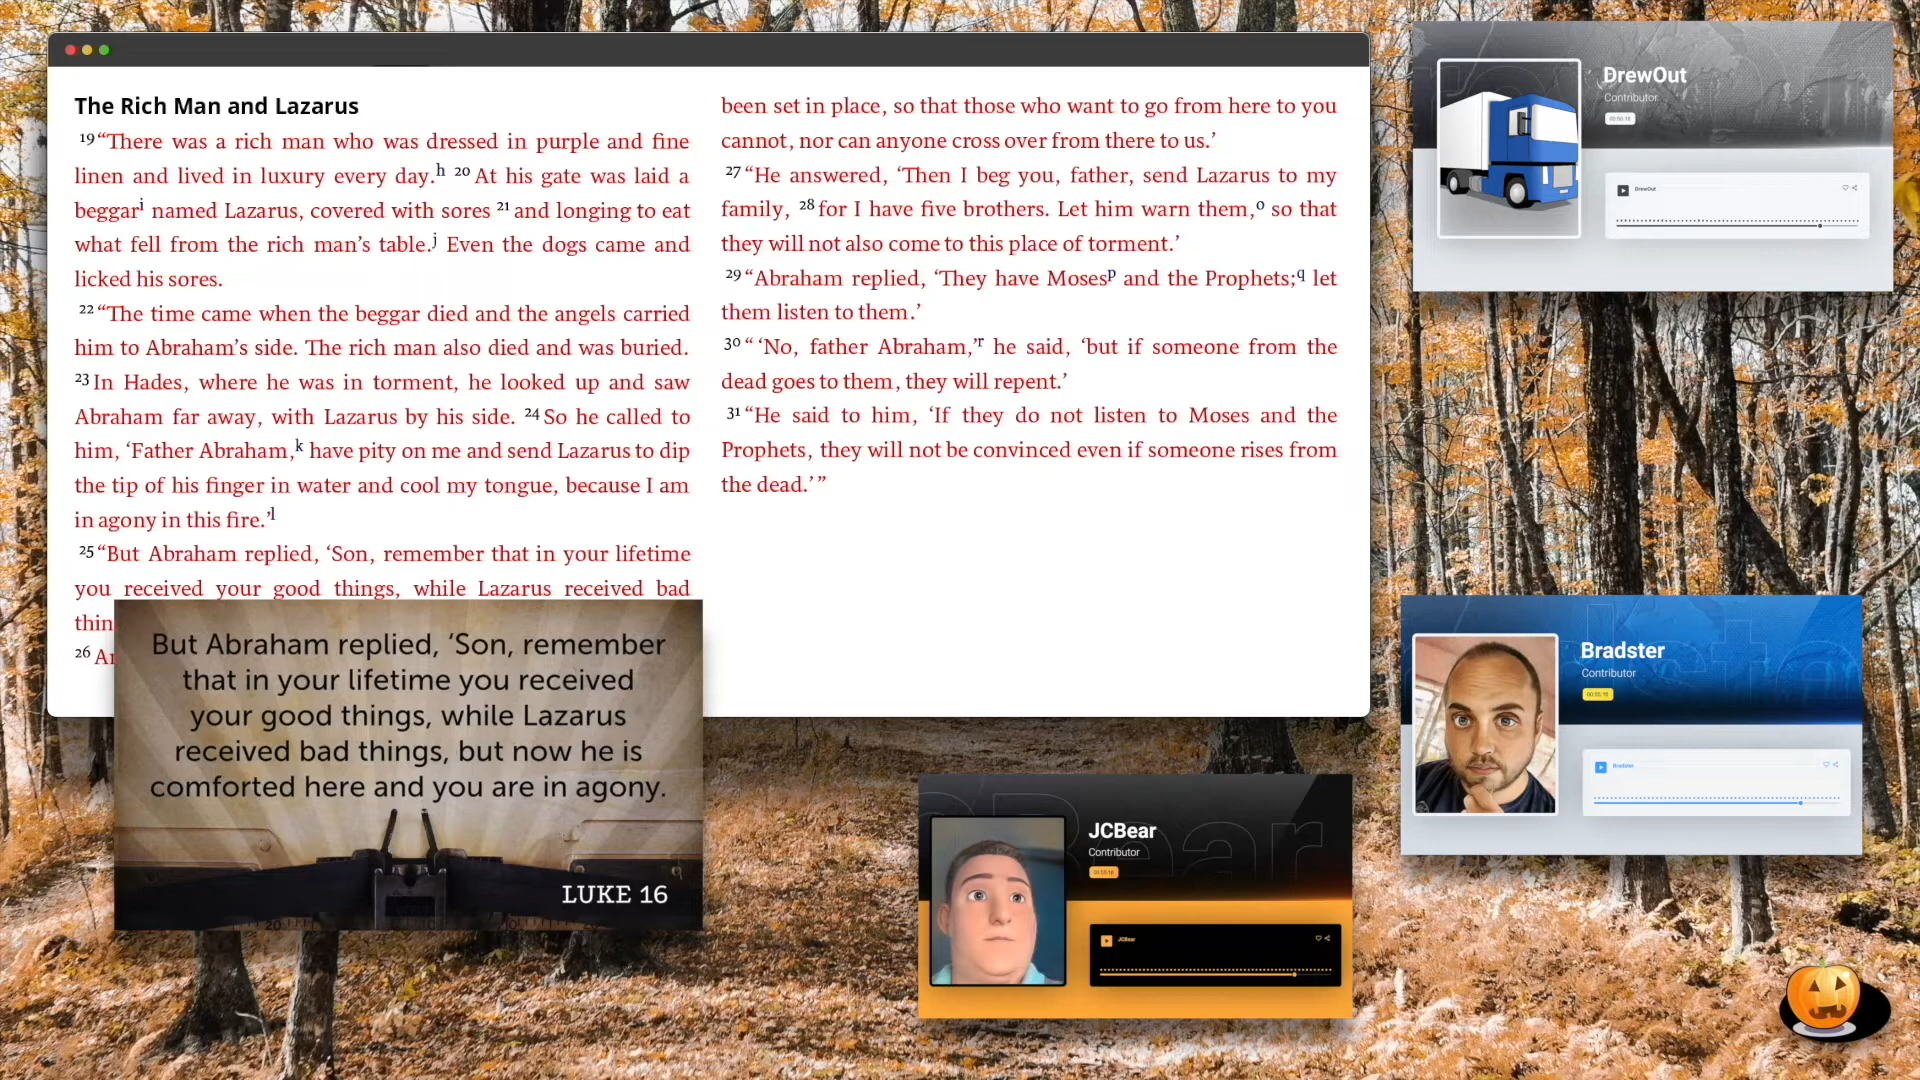 The Rich Man and Lazarus
19 “There was a rich man who was dressed in purple and fine
linen and lived in luxury every day.h 20 At his gate was laid a
beggari named Lazarus, covered with sores 21 and longing to eat
what fell from the rich man’s table.j Even the dogs came and
licked his sores.
22 “The time came when the beggar died and the angels carried
him to Abraham’s side. The rich man also died and was buried.
23 In Hades, where he was in torment, he looked up and saw
Abraham far away, with Lazarus by his side. 24 So he called to
him, ‘Father Abraham,k have pity on me and send Lazarus to dip
the tip of his finger in water and cool my tongue, because I am
in agony in this fire.’l
25 “But Abraham replied, ‘Son, remember that in your lifetime
you received your good things, while Lazarus received bad
26
been set in place, so that those who want to go from here to you
cannot, nor can anyone cross over from there to us.’
27 “He answered, ‘Then I beg you, father, send Lazarus to my
family, 28 for I have five brothers. Let him warn them,o so that
they will not also come to this place of torment.’
29 “Abraham replied, ‘They have Mosesp and the Prophets;q let
them listen to them.’
30 “ ‘No, father Abraham,’r he said, ‘but if someone from the
dead goes to them, they will repent.’
31 “He said to him, ‘If they do not listen to Moses and the
Prophets, they will not be convinced even if someone rises from
the dead.’ ”
But Abraham replied, ‘Son, remember
that in your lifetime you received
your good things, while Lazarus
received bad things, but now he is
comforted here and you are in agony.
LUKE 16
DrewOut
Contributor
DrewOut
Bradster
Contributor
Bradster
JCBear
Contributor
JCBear